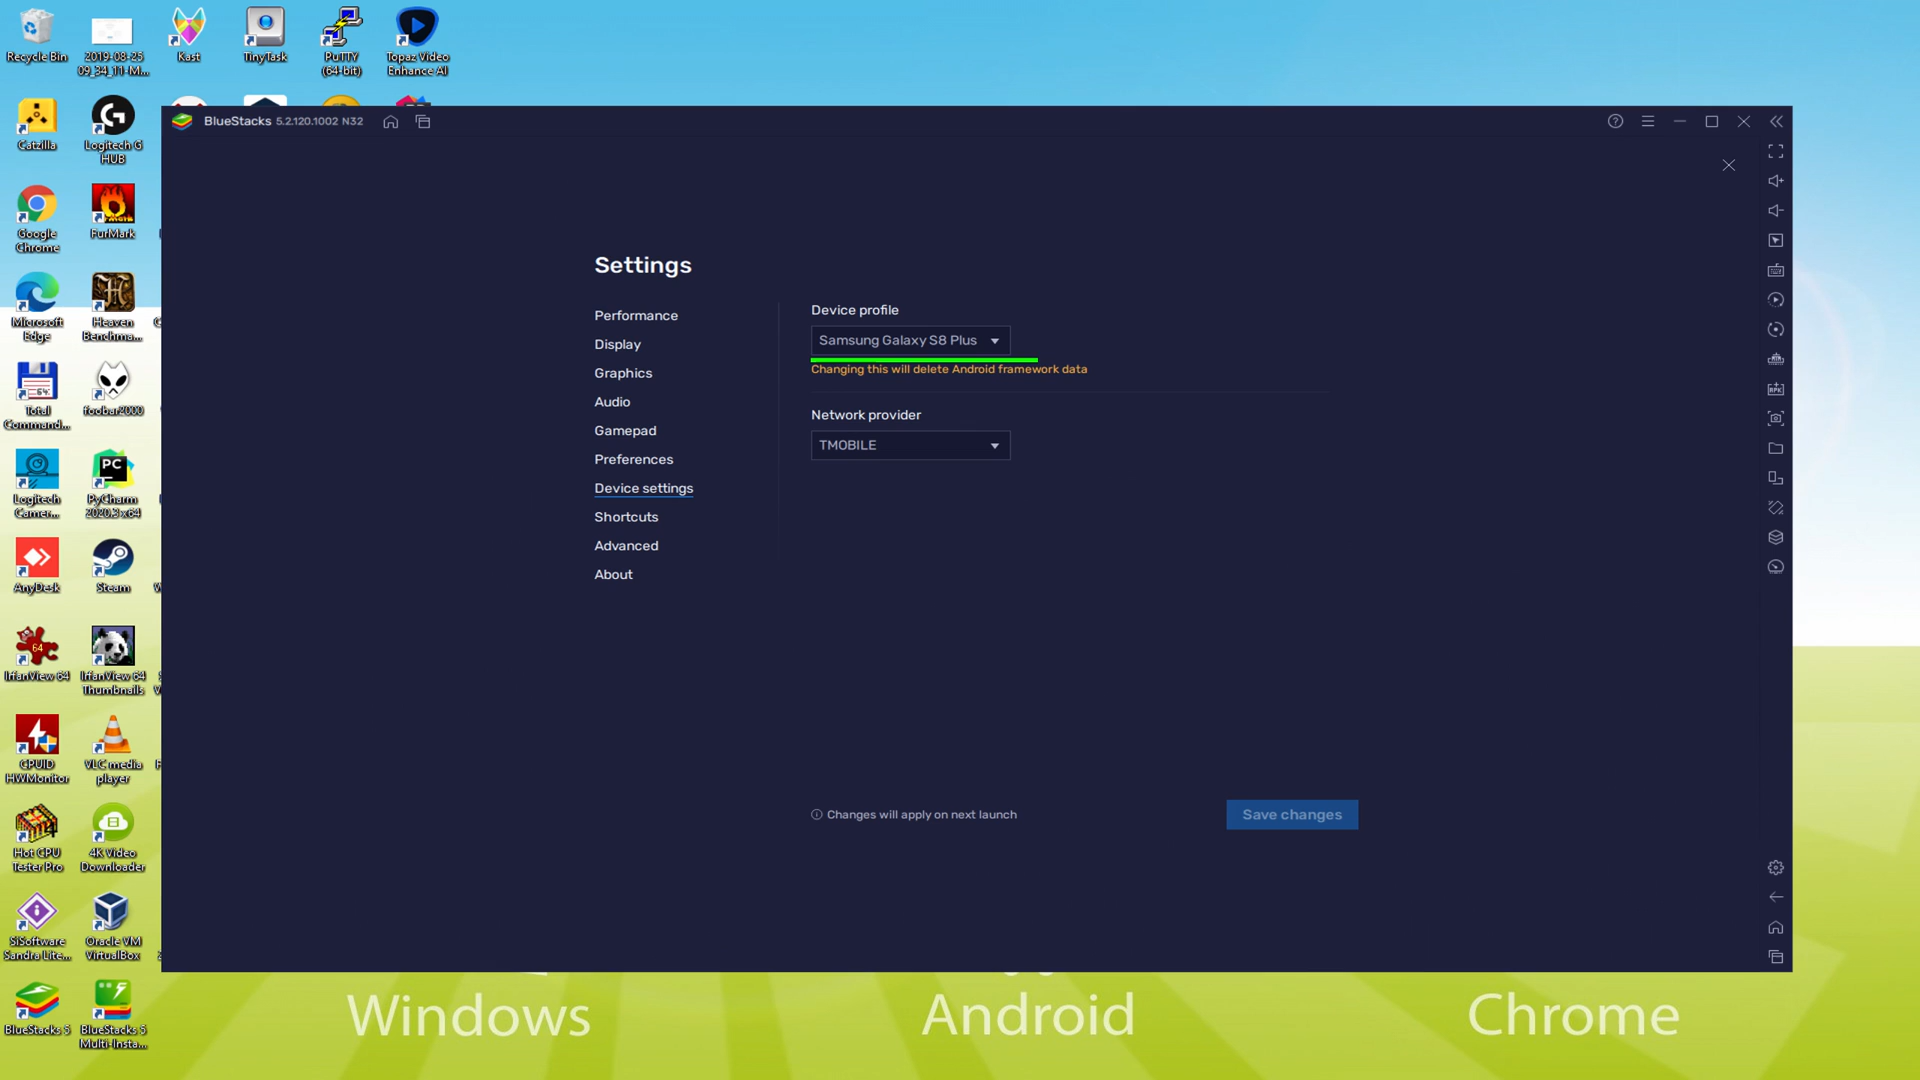 Recycle Bin
2019-08-25
09_34_11-M...
Kast
TinyTask
PuTTY
(64-bit)
Topaz Video
Enhance AI
Catzilla
Logitech G
HUB
Google
Chrome
FurMark
Microsoft
Edge
Heaven
Benchma...
Total
Command...
foobar2000
Logitech
Camer...
PyCharm
2020.3 x64
AnyDesk
Steam
IrfanView 64
IrfanView 64
Thumbnails
CPUID
HWMonitor
VLC media
player
Hot CPU
Tester Pro
4K Video
Downloader
SiSoftware
Sandra Lite...
Oracle VM
VirtualBox
BlueStacks 5
BlueStacks 5
Multi-Insta...
BlueStacks 5.2.120.1002 N32
Settings
Performance
Display
Graphics
Audio
Gamepad
Preferences
Device settings
Shortcuts
Advanced
About
Device profile
Samsung Galaxy S8 Plus
Changing this will delete Android framework data
Network provider
TMOBILE
Changes will apply on next launch
Save changes
Windows
Android
Chrome